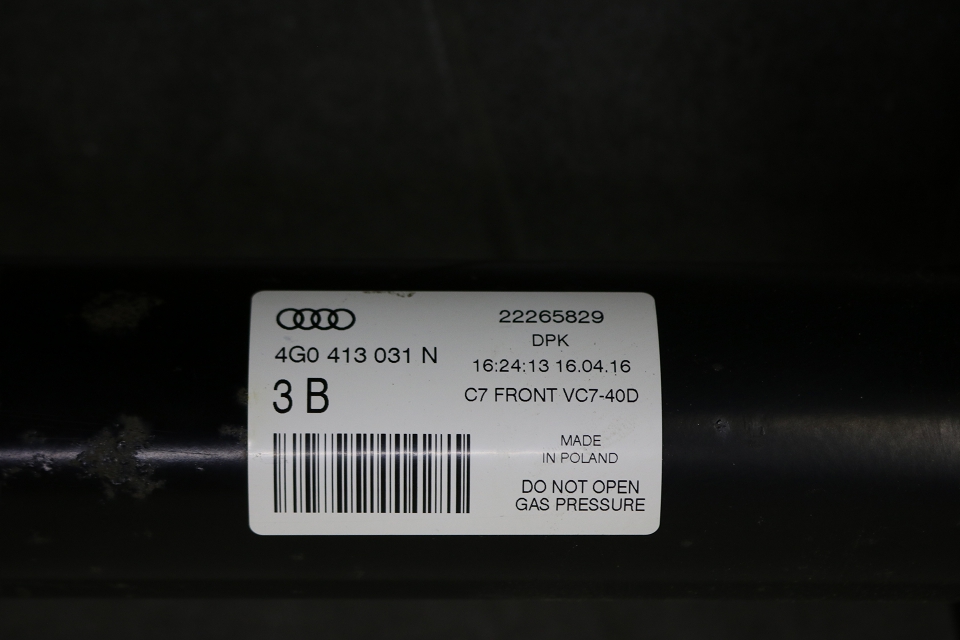 4G0 413 031 N
3 B
22265829
DPK
16:24:13 16.04.16
C7 FRONT VC7-40D
MADE
IN POLAND
DO NOT OPEN
GAS PRESSURE